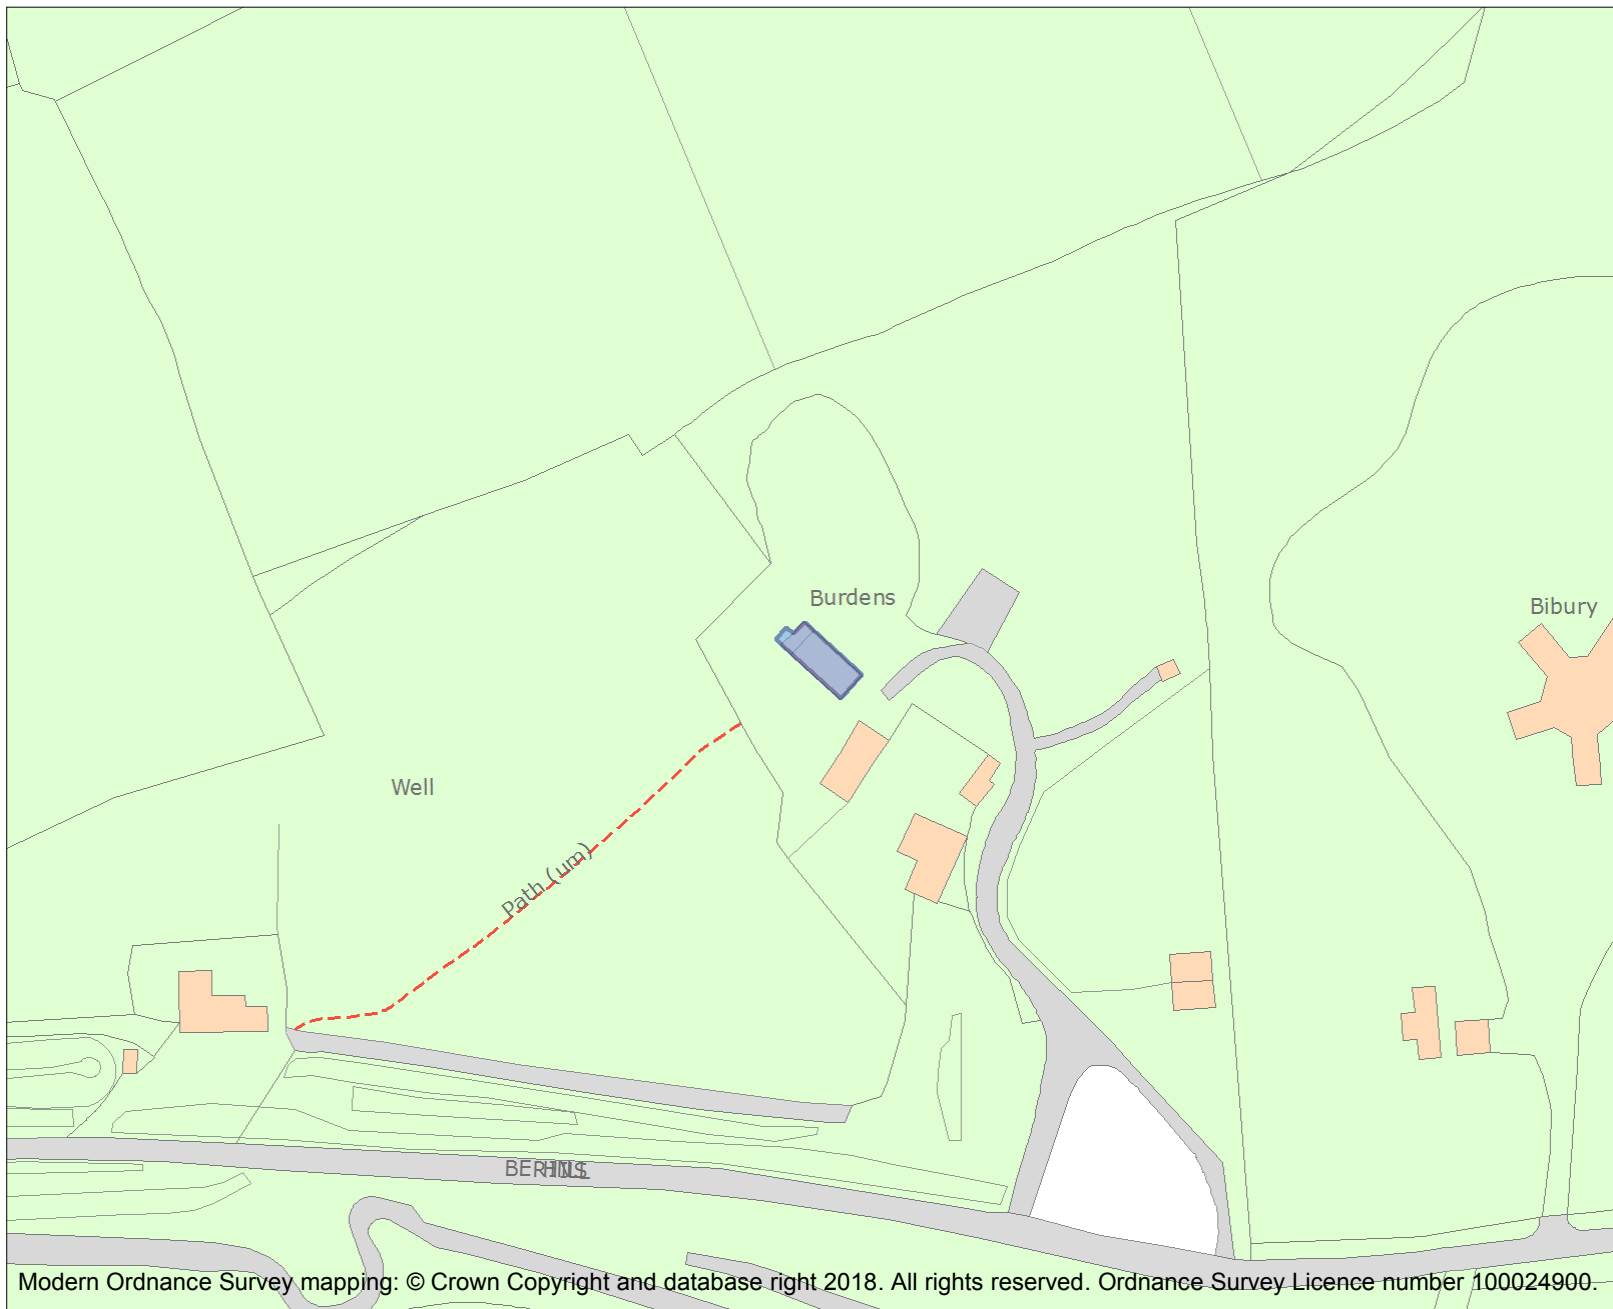 Burdens
Bibury
Well
Path (um)
Modern Ordnance Survey mapping: © Crown Copyright and database right 2018. All rights reserved. Ordnance Survey Licence number 100024900.